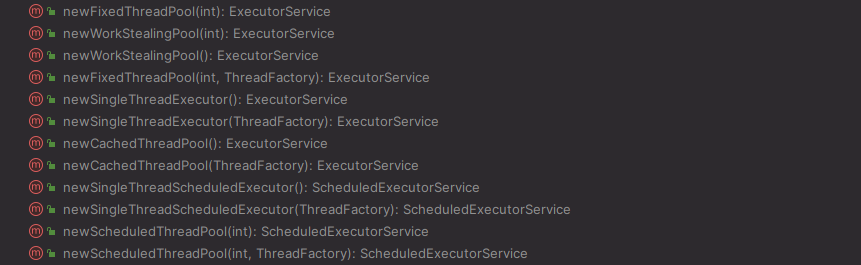 newFixedThreadPool(int): ExecutorService
newWorkStealingPool(int): ExecutorService
newWorkStealingPool(): ExecutorService
newFixedThreadPool(int, ThreadFactory): ExecutorService
newSingleThreadExecutor(): ExecutorService
newSingleThreadExecutor(ThreadFactory): ExecutorService
newCachedThreadPool(): ExecutorService
newCachedThreadPool(ThreadFactory): ExecutorService
newSingleThreadScheduledExecutor(): ScheduledExecutorService
newSingleThreadScheduledExecutor(ThreadFactory): ScheduledExecutorService
newScheduledThreadPool(int): ScheduledExecutorService
newScheduledThreadPool(int, ThreadFactory): ScheduledExecutorService